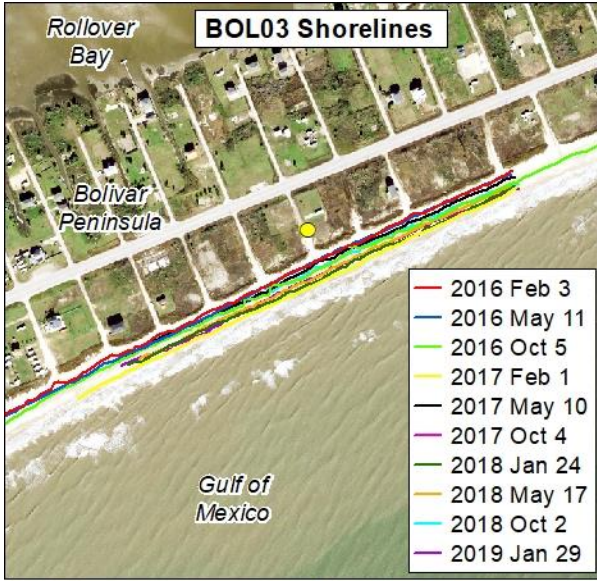 BOL03 Shorelines
Rollover
Bay
Bolivar
Peninsula
2016 Feb 3
2016 May 11
2016 Oct 5
2017 Feb 1
2017 May 10
2017 Oct 4
2018 Jan 24
2018 May 17
2018 Oct 2
2019 Jan 29
Gulf of
Mexico